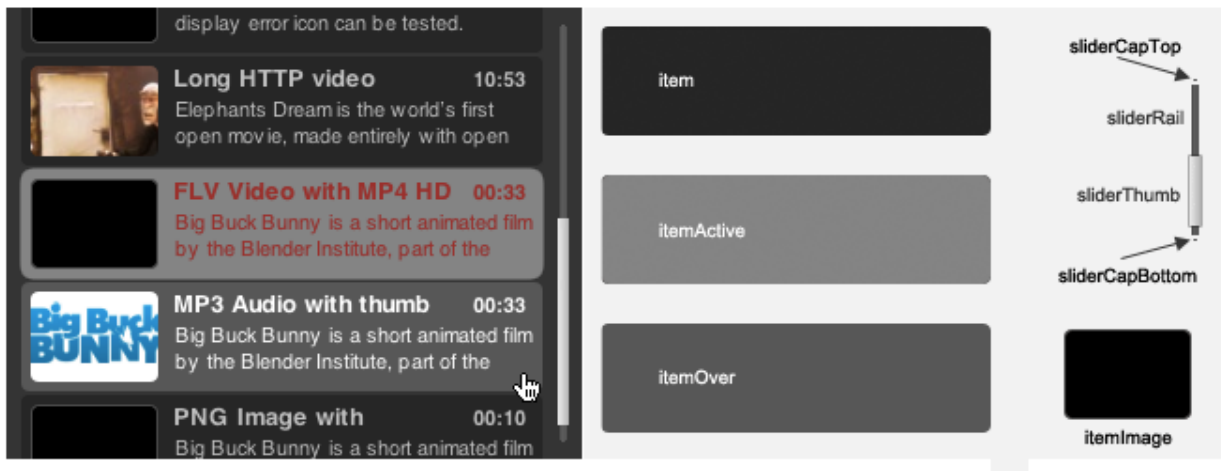 display error icon can be tested.
Long HTTP video 10:53
Elephants Dream is the world's first
open movie, made entirely with open
FLV Video with MP4 HD 00:33
Big Buck Bunny is a short animated film
by the Blender Institute, part of the
Big Buck
BUNNY
MP3 Audio with thumb 00:33
Big Buck Bunny is a short animated film
by the Blender Institute, part of the
PNG Image with 00:10
Big Buck Bunny is a short animated film
item
itemActive
itemOver
sliderCapTop
sliderRail
sliderThumb
sliderCapBottom
itemImage